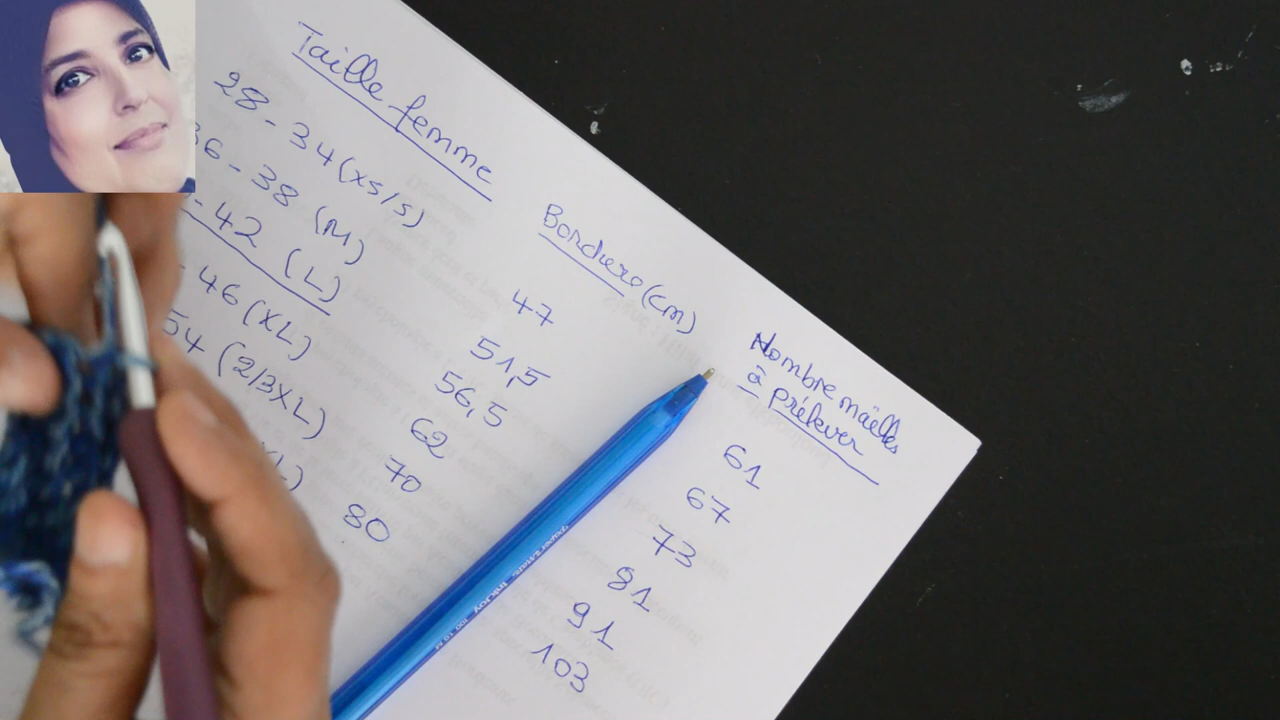 Taille femme
28-34 (XS/S)
36-38 (M)
-42 (L)
-46 (XL)
54 (2/3XL)
Bordure (cm)
47
51,5
56,5
62
70
80
Nombre mailles
à prélever
61
67
73
81
91
103